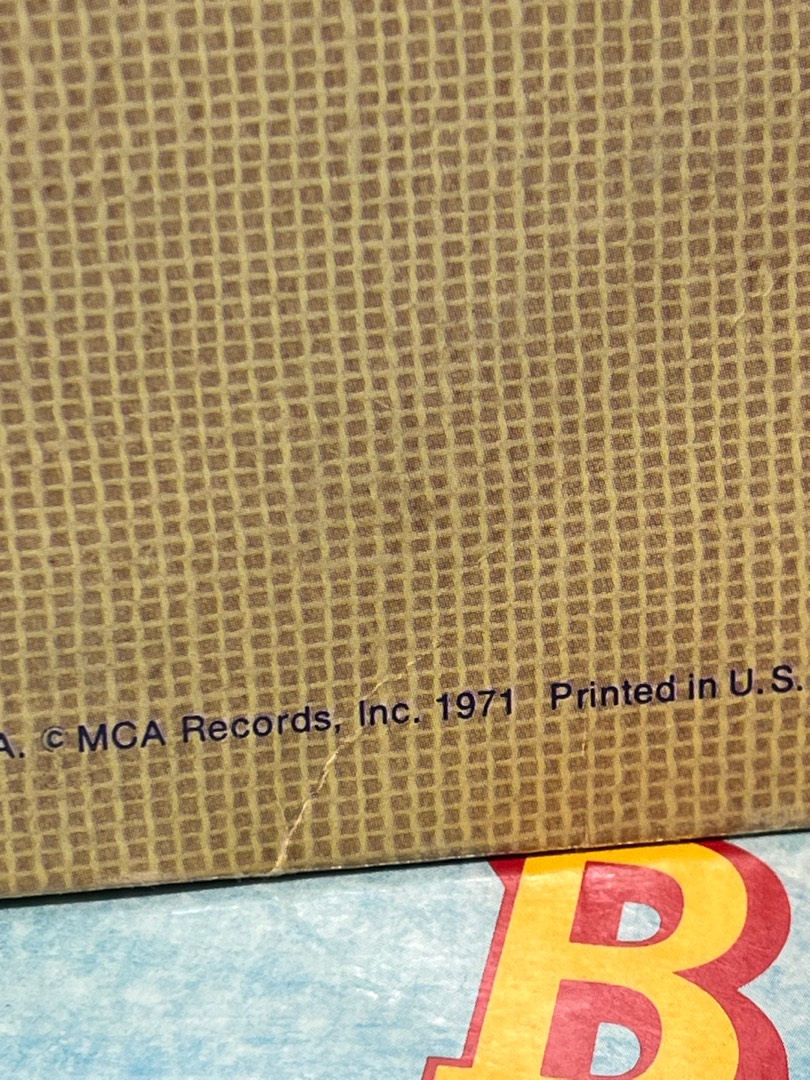 A. © MCA Records, Inc. 1971 Printed in U.S.
B